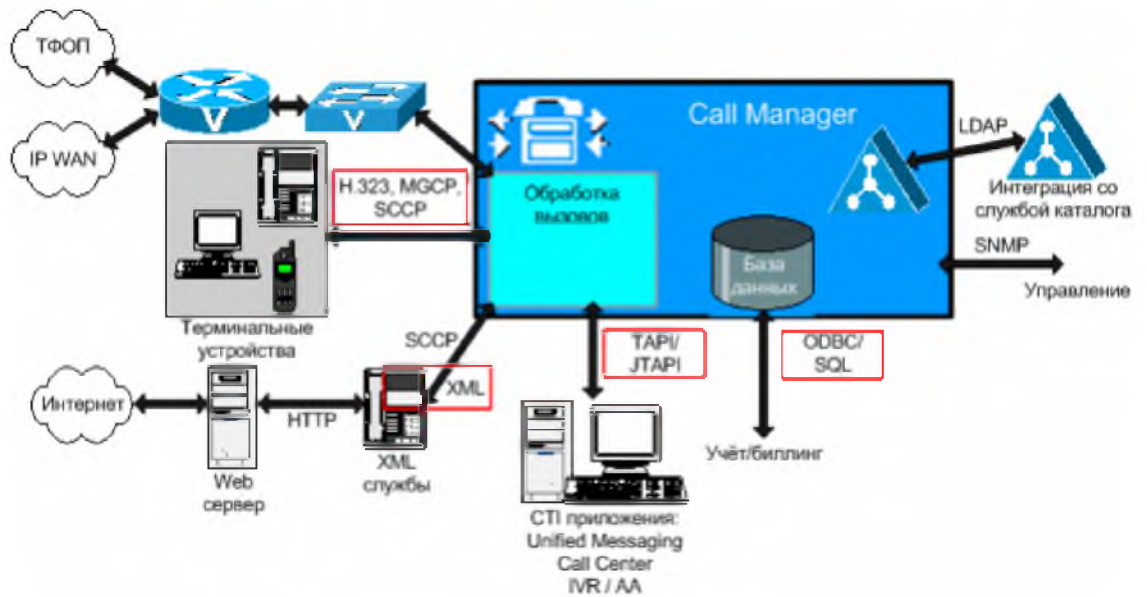 ТФОП
IP WAN
V
V
Call Manager
H.323, MGCP,
SCCP
Обработка
вызовов
База
данных
LDAP
Интеграция со
службой каталога
SNMP
Управление
Терминальные
устройства
SCCP
XML
TAPI/
JTAPI
ODBC/
SQL
Интернет
HTTP
Web
сервер
XML
службы
Учёт/биллинг
CTI приложения:
Unified Messaging
Call Center
IVR / AA